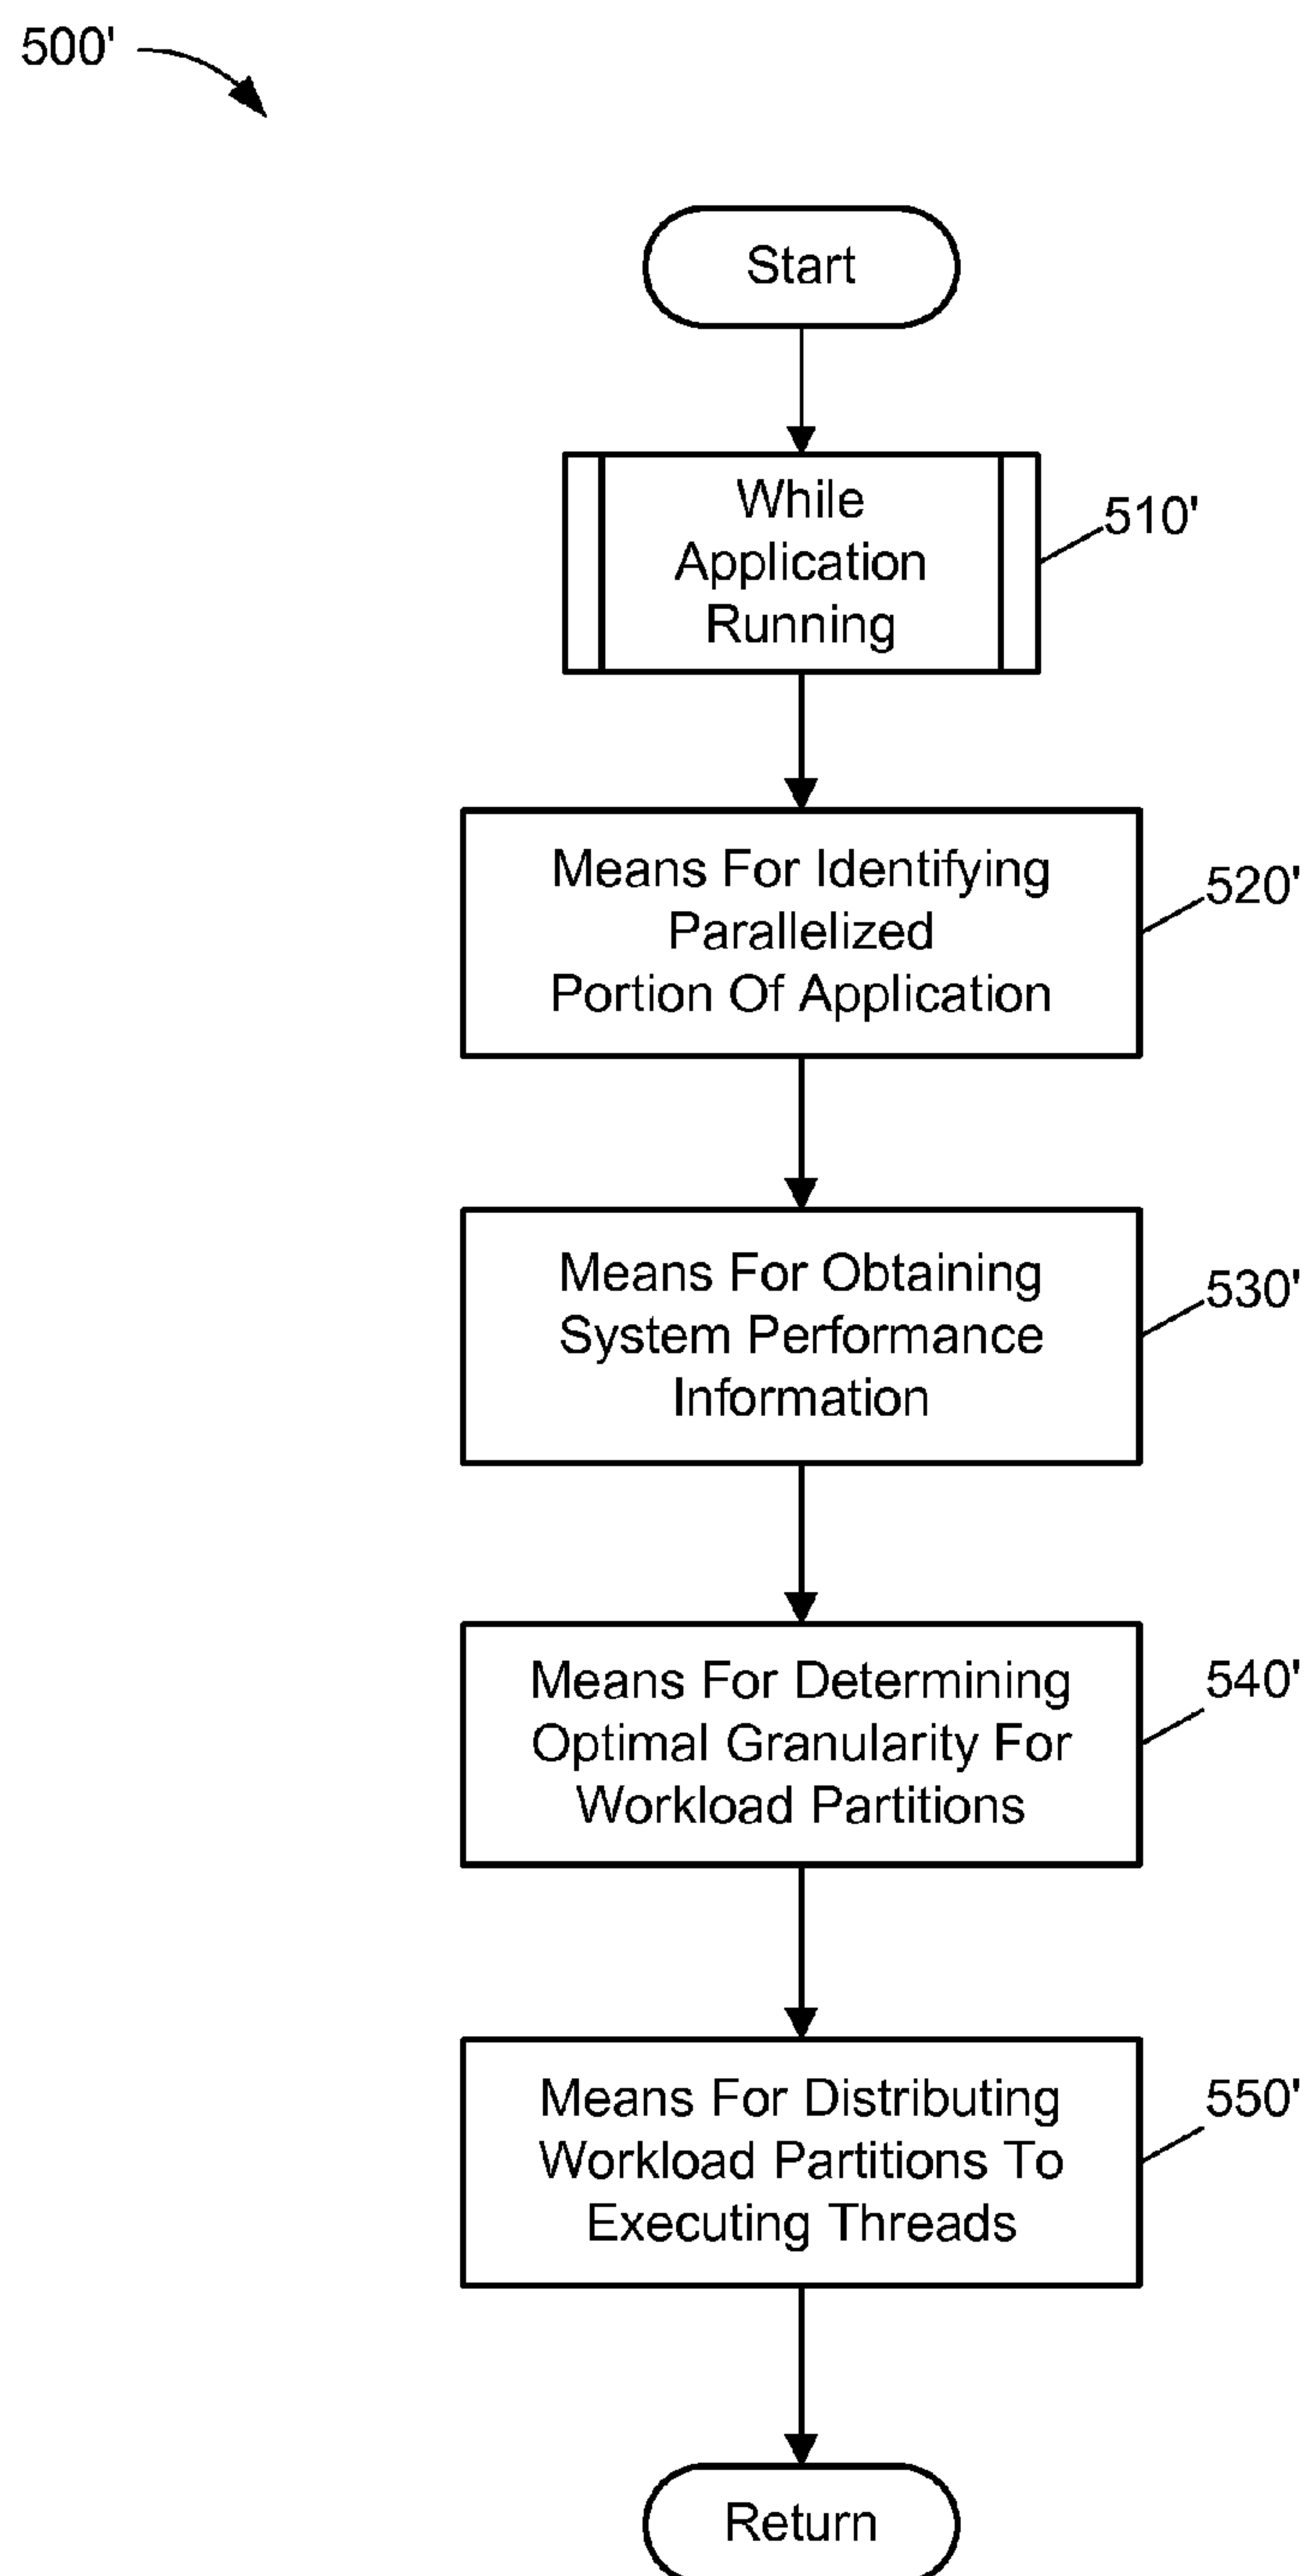 500'
Start
While
Application
Running
510'
Means For Identifying
Parallelized
Portion Of Application
520'
Means For Obtaining
System Performance
Information
530'
Means For Determining
Optimal Granularity For
Workload Partitions
540'
Means For Distributing
Workload Partitions To
Executing Threads
550'
Return